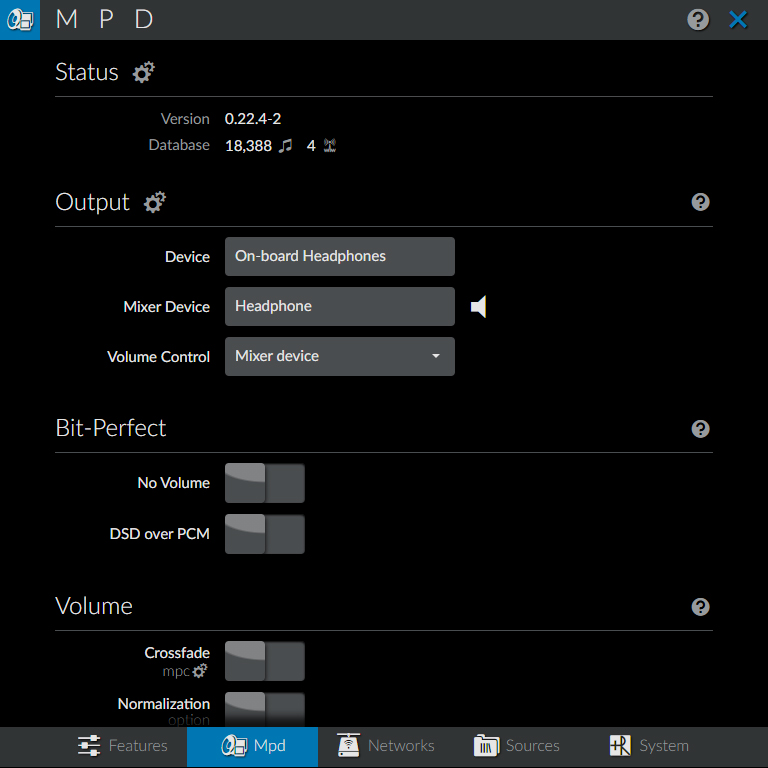 M P D
Status
Version 0.22.4-2
Database 18,388 4
Output
Device On-board Headphones
Mixer Device Headphone
Volume Control Mixer device
Bit-Perfect
No Volume
DSD over PCM
Volume
Crossfade
mpc
Normalization
option
Features Mpd Networks Sources +R System